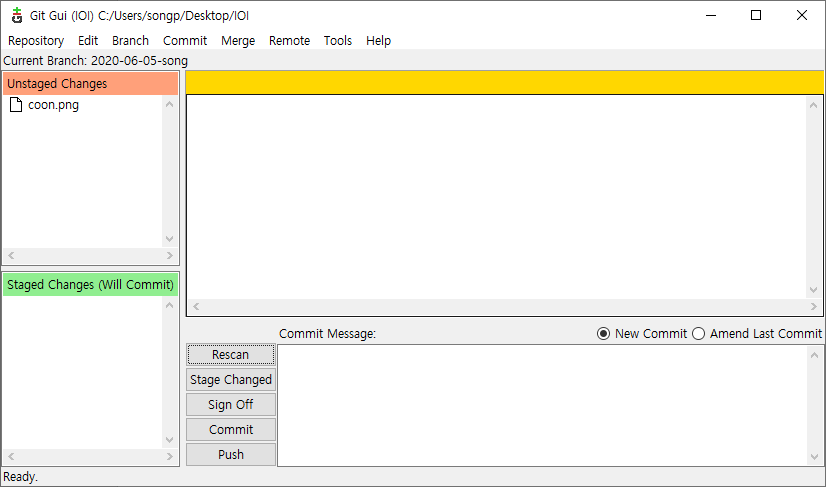 Git Gui (IOI) C:/Users/songp/Desktop/IOI
Repository Edit Branch Commit Merge Remote Tools Help
Current Branch: 2020-06-05-song
Unstaged Changes
coon.png
Staged Changes (Will Commit)
Commit Message:
New Commit
Amend Last Commit
Rescan
Stage Changed
Sign Off
Commit
Push
Ready.